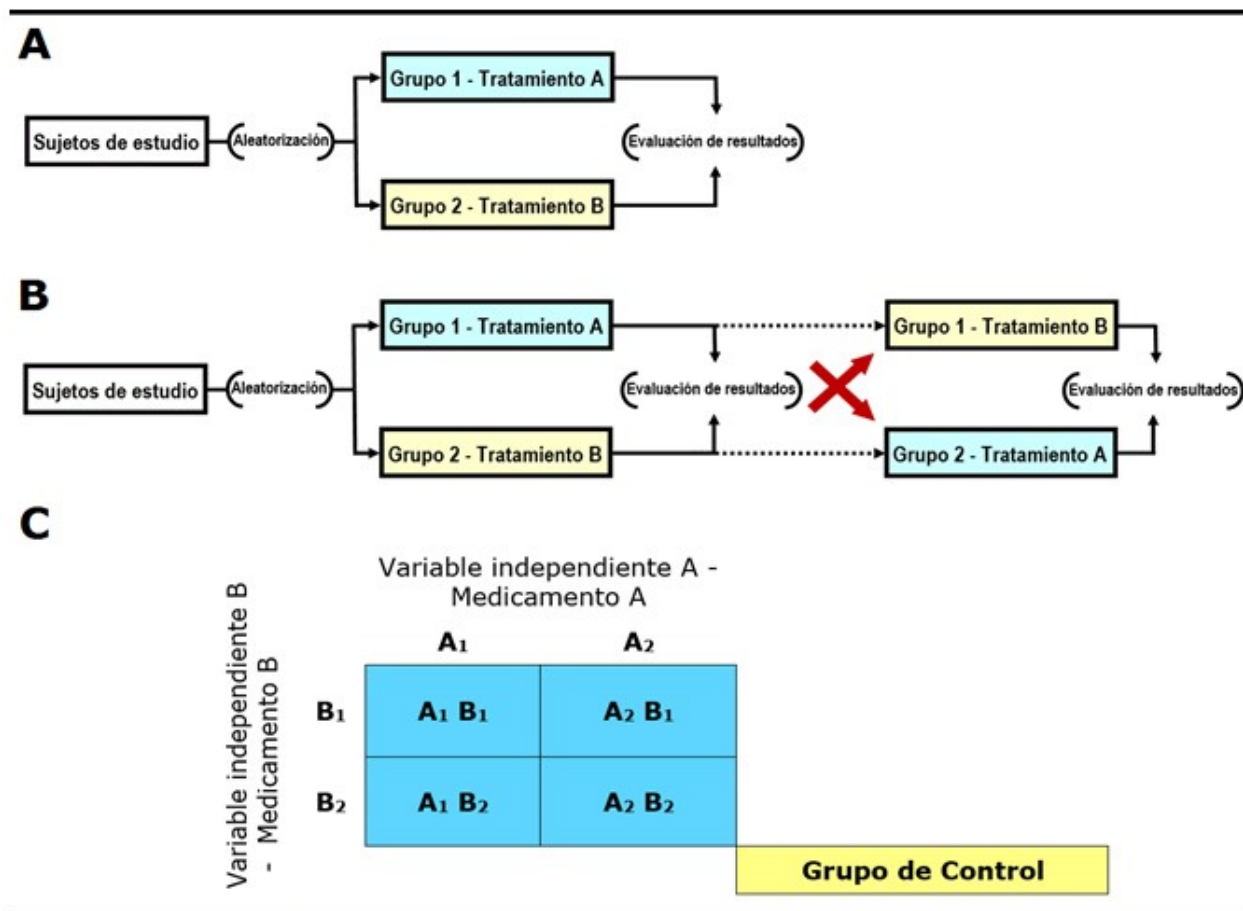 A
Grupo 1 - Tratamiento A
Sujetos de estudio
Aleatorización
Evaluación de resultados
Grupo 2 - Tratamiento B
B
Grupo 1 - Tratamiento A
Grupo 1 - Tratamiento B
Sujetos de estudio
Aleatorización
Evaluación de resultados
Evaluación de resultados
Grupo 2 - Tratamiento B
Grupo 2 - Tratamiento A
C
Variable independiente A -
Medicamento A
Variable independiente B
- Medicamento B
A₁ A₂
B₁ A₁ B₁ A₂ B₁
B₂ A₁ B₂ A₂ B₂
Grupo de Control